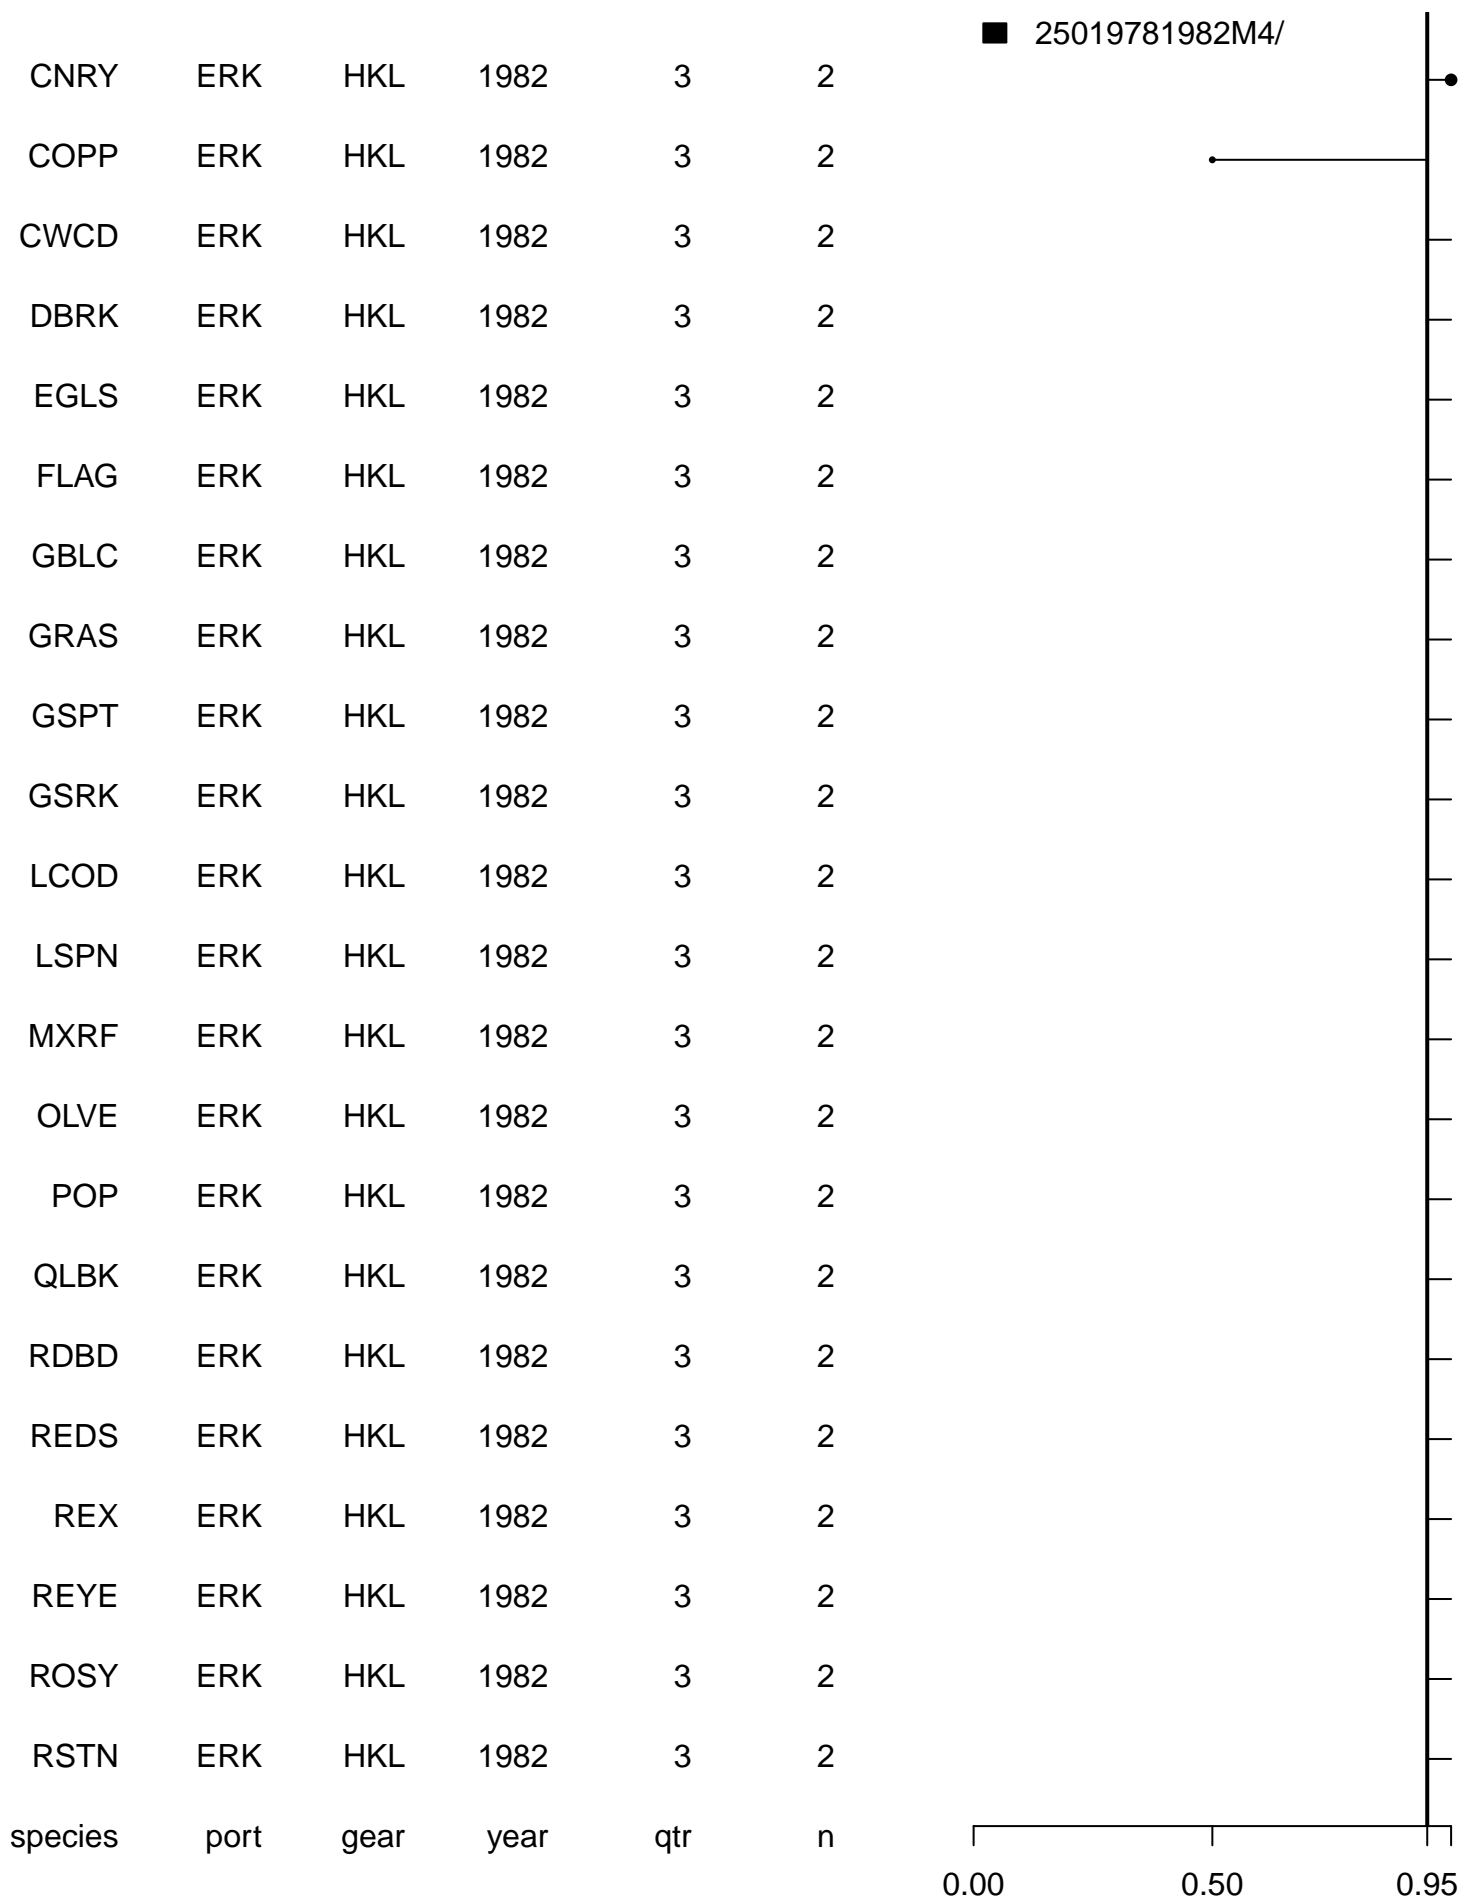 25019781982M4/
CNRY ERK HKL 1982 3 2
COPP ERK HKL 1982 3 2
CWCD ERK HKL 1982 3 2
DBRK ERK HKL 1982 3 2
EGLS ERK HKL 1982 3 2
FLAG ERK HKL 1982 3 2
GBLC ERK HKL 1982 3 2
GRAS ERK HKL 1982 3 2
GSPT ERK HKL 1982 3 2
GSRK ERK HKL 1982 3 2
LCOD ERK HKL 1982 3 2
LSPN ERK HKL 1982 3 2
MXRF ERK HKL 1982 3 2
OLVE ERK HKL 1982 3 2
POP ERK HKL 1982 3 2
QLBK ERK HKL 1982 3 2
RDBD ERK HKL 1982 3 2
REDS ERK HKL 1982 3 2
REX ERK HKL 1982 3 2
REYE ERK HKL 1982 3 2
ROSY ERK HKL 1982 3 2
RSTN ERK HKL 1982 3 2
species port gear year qtr n
0.00 0.50 0.95